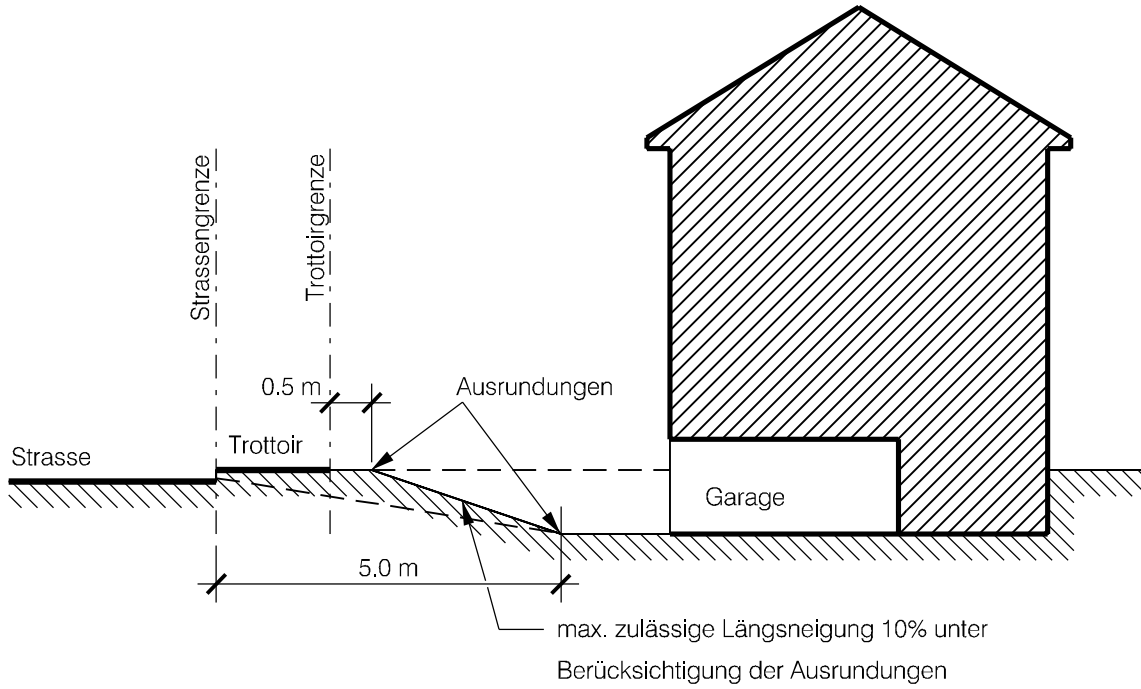 Strassengrenze
Trottoirgrenze
0.5 m
Ausrundungen
Strasse
Trottoir
Garage
5.0 m
max. zulässige Längsneigung 10% unter
Berücksichtigung der Ausrundungen